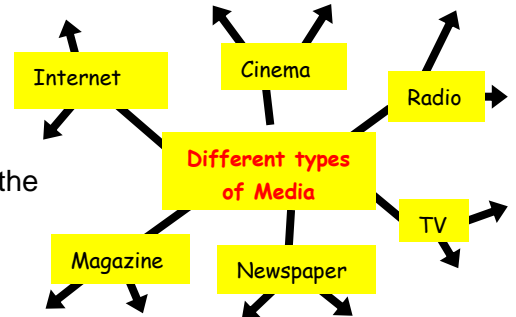 Internet
Cinema
Radio
Different types
of Media
the
TV
Magazine
Newspaper